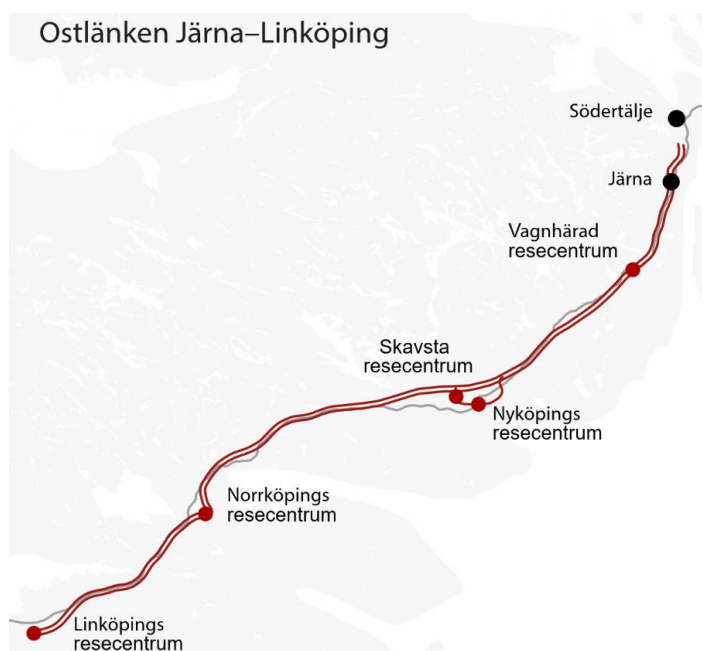 Ostlänken Järna–Linköping
Södertälje
Järna
Vagnhärad
resecentrum
Skavsta
resecentrum
Nyköpings
resecentrum
Norrköpings
resecentrum
Linköpings
resecentrum